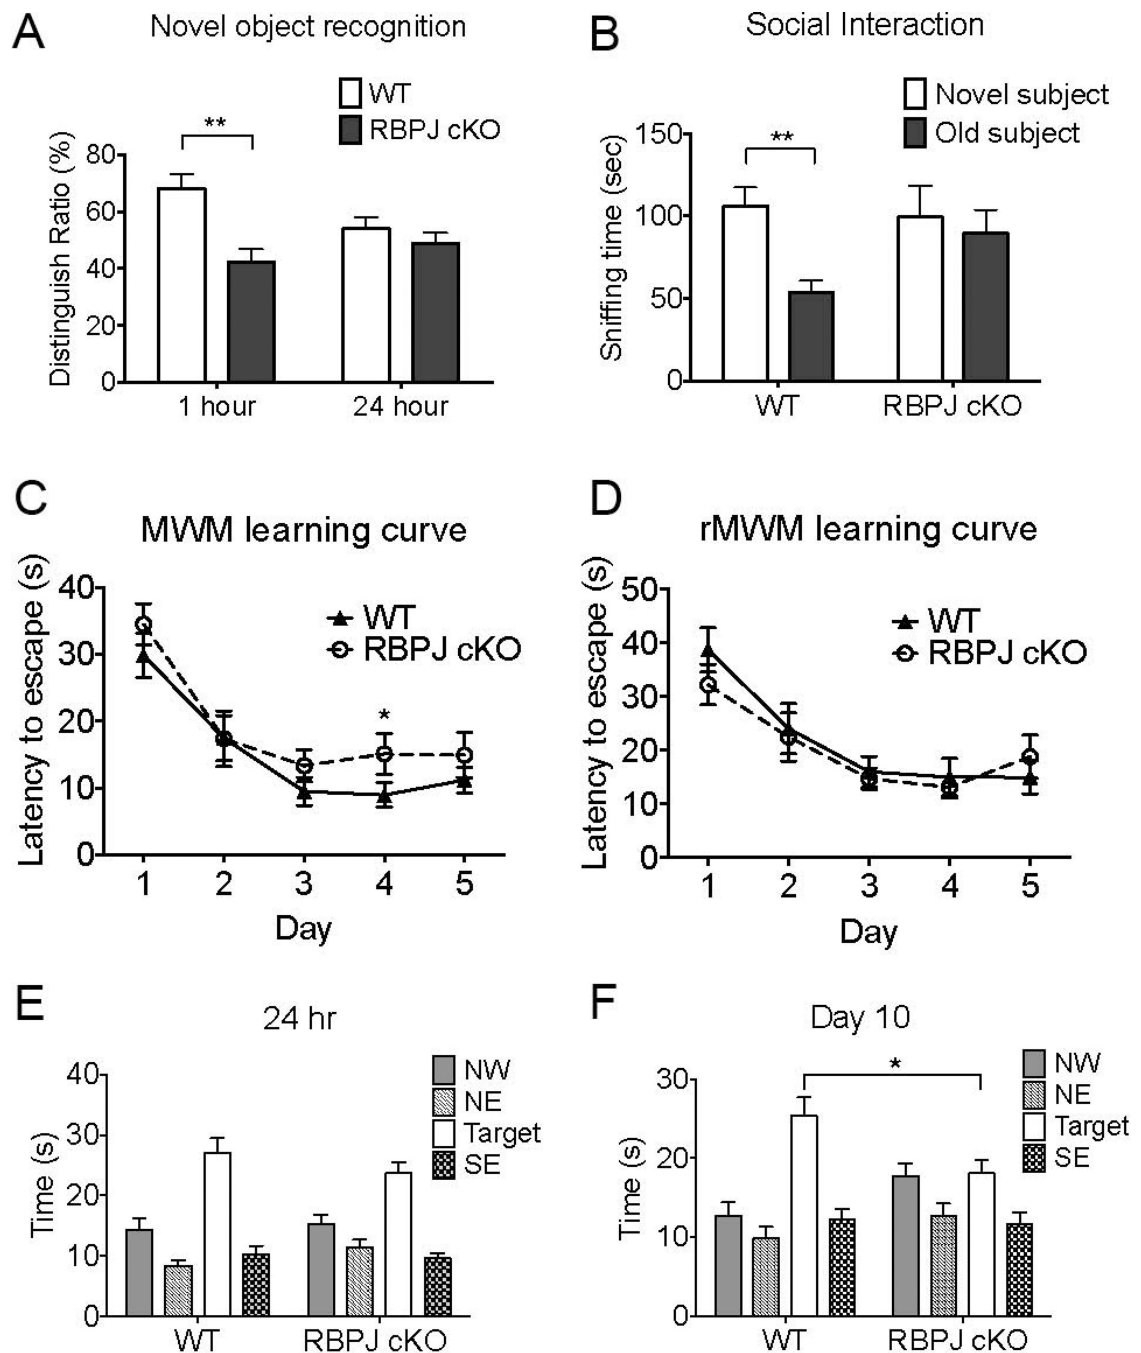 A
Novel object recognition
WT
RBPJ cKO
**
Distinguish Ratio (%)
80
60
40
20
0
1 hour
24 hour
B
Social Interaction
Novel subject
Old subject
**
Sniffing time (sec)
150
100
50
0
WT
RBPJ cKO
C
MWM learning curve
Latency to escape (s)
40
30
20
10
0
WT
RBPJ cKO
*
1 2 3 4 5
Day
D
rMWM learning curve
Latency to escape (s)
50
40
30
20
10
0
WT
RBPJ cKO
1 2 3 4 5
Day
E
24 hr
Time (s)
40
30
20
10
0
NW
NE
Target
SE
WT
RBPJ cKO
F
Day 10
Time (s)
30
20
10
0
*
NW
NE
Target
SE
WT
RBPJ cKO